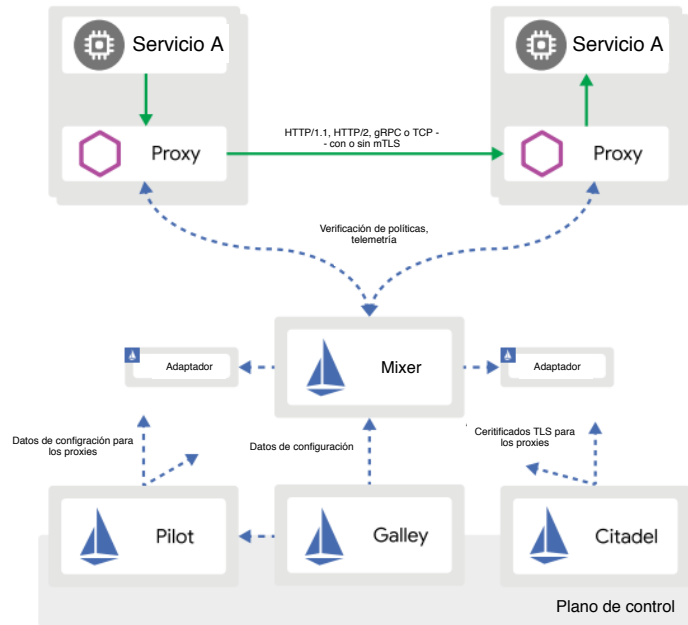 Servicio A
Servicio A
Proxy
HTTP/1.1, HTTP/2, gRPC o TCP -
- con o sin mTLS
Proxy
Verificación de políticas,
telemetría
Adaptador
Mixer
Adaptador
Datos de configración para
los proxies
Datos de configuración
Ceritificados TLS para
los proxies
Pilot
Galley
Citadel
Plano de control